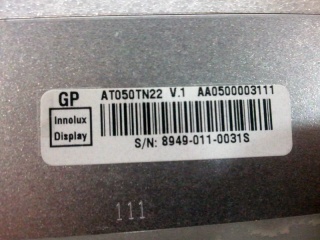 GP AT050TN22 V.1 AA0500003111
Innolux
Display
S/N: 8949-011-0031S
111